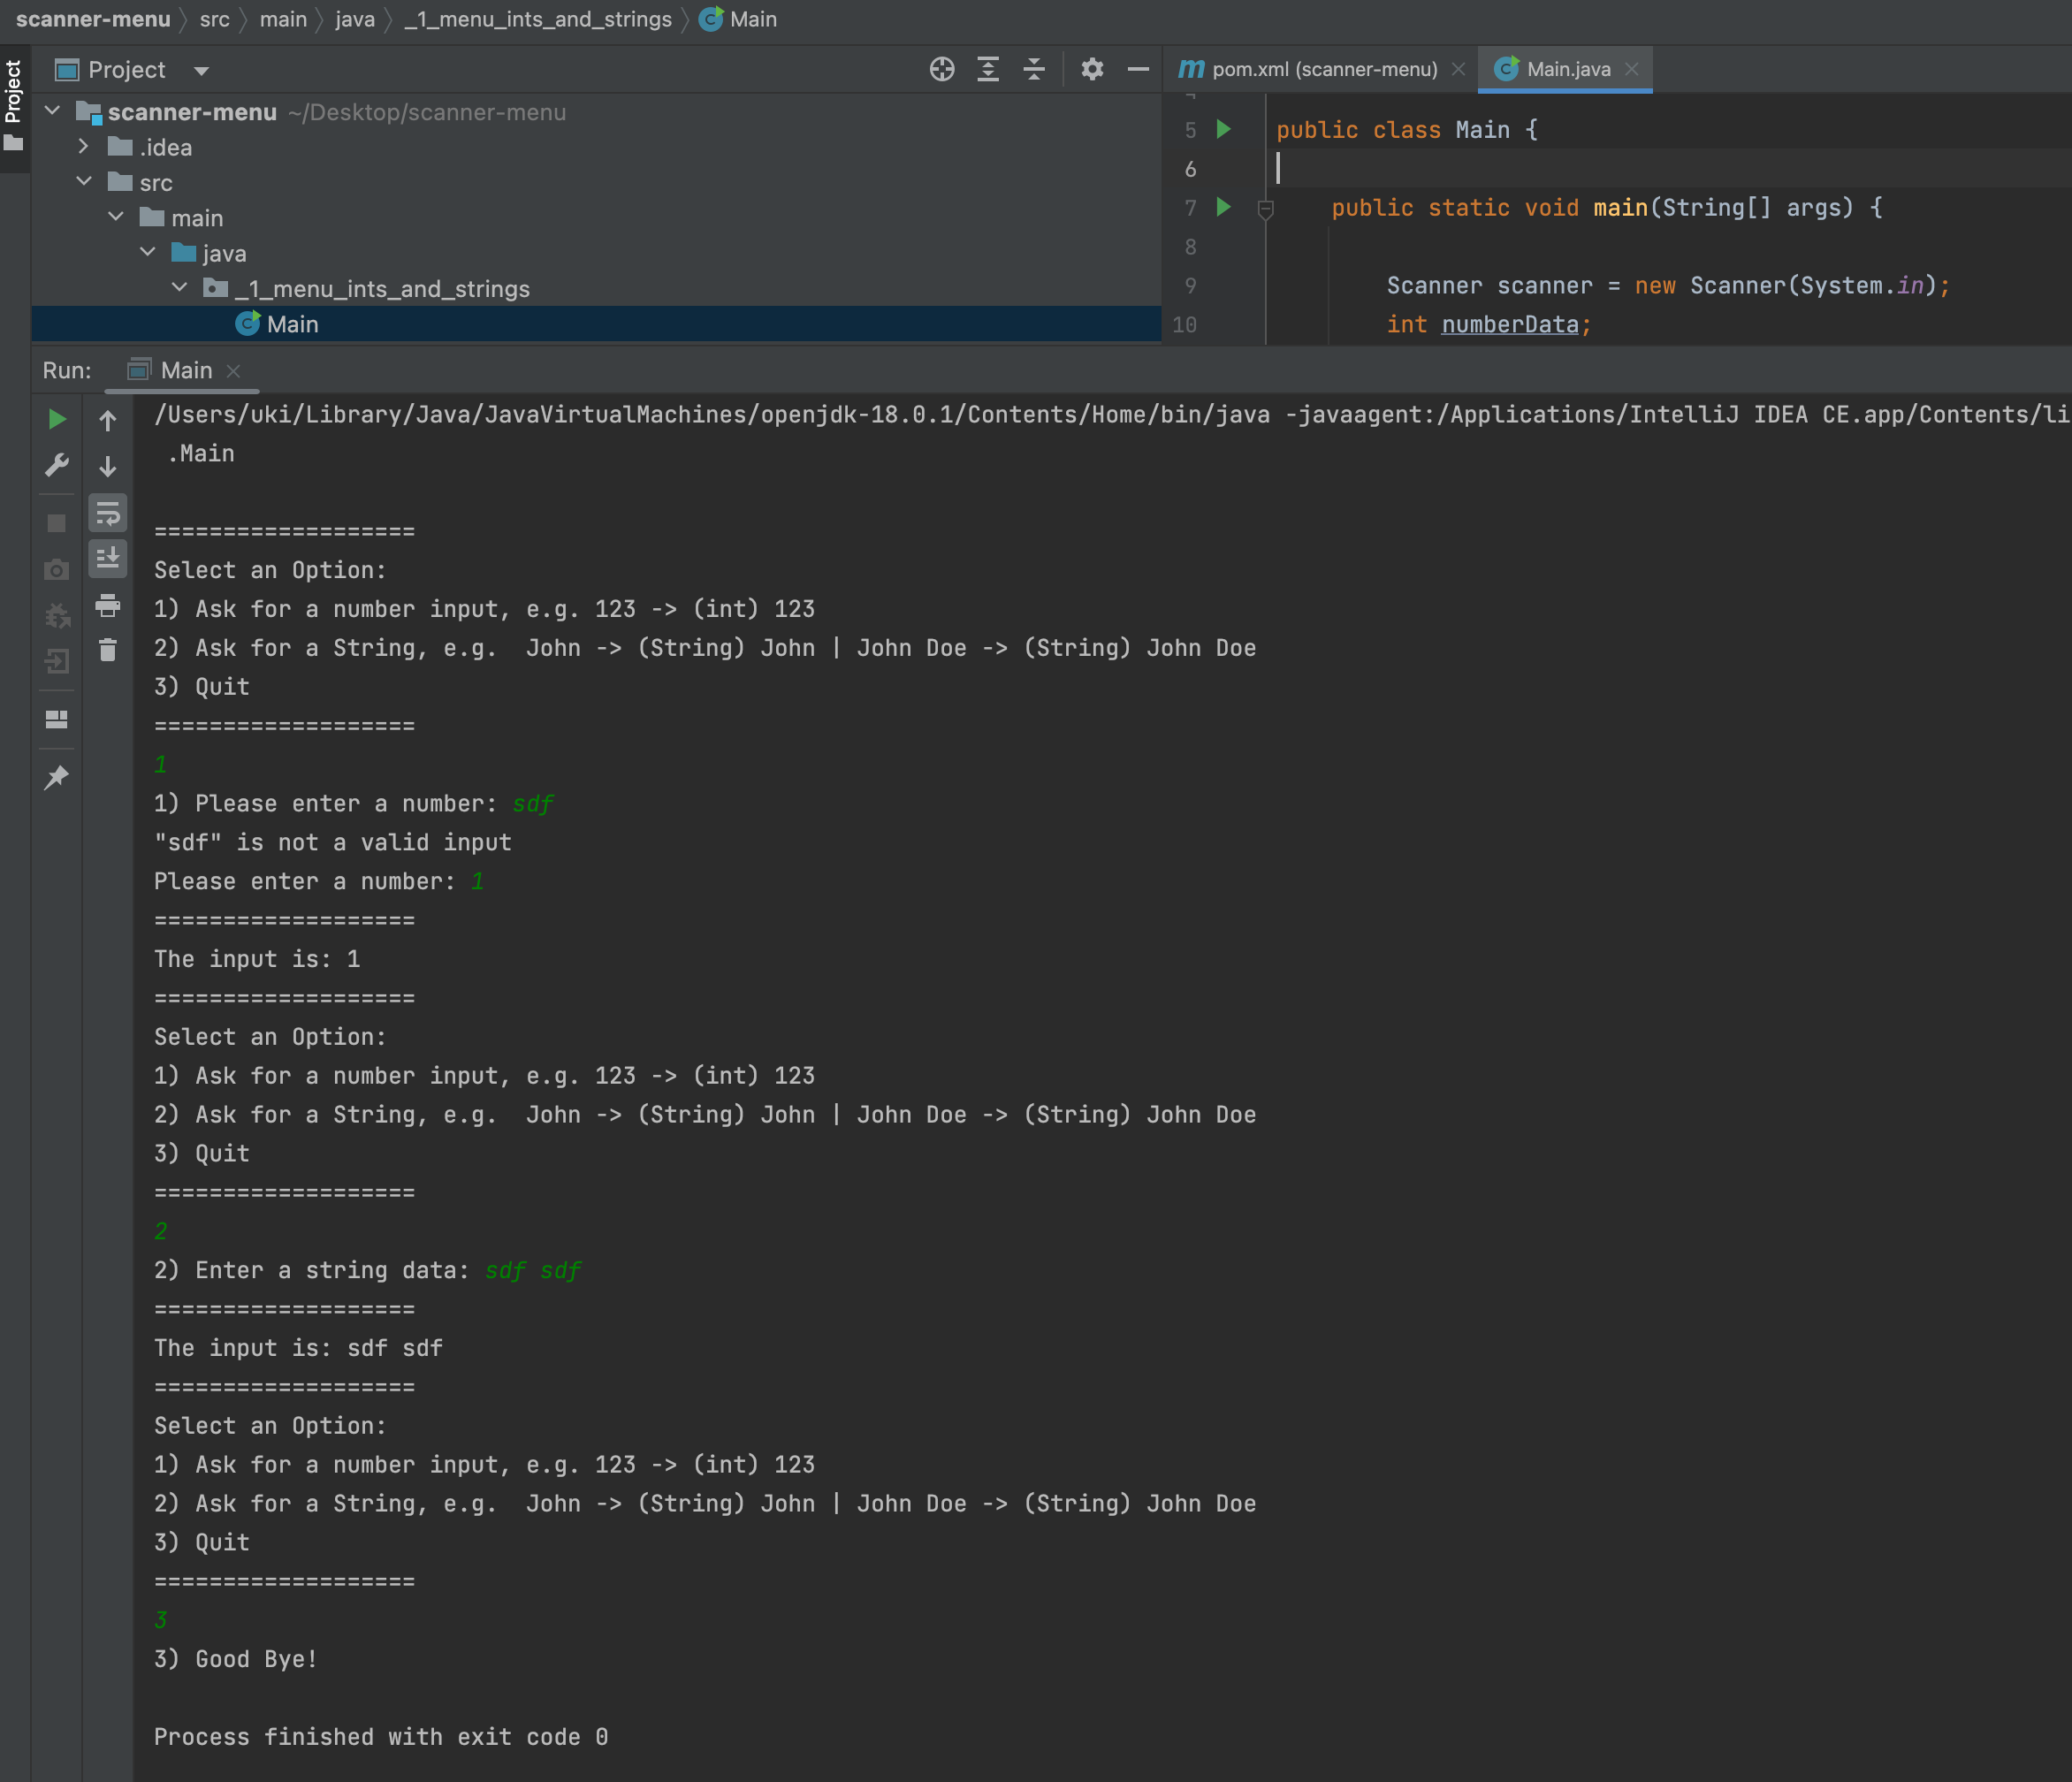 scanner-menu src main java _1_menu_ints_and_strings Main
Project
Project
scanner-menu ~/Desktop/scanner-menu
.idea
src
main
java
_1_menu_ints_and_strings
Main
pom.xml (scanner-menu) Main.java
5 public class Main {
6
7 public static void main(String[] args) {
8
9 Scanner scanner = new Scanner(System.in);
10 int numberData;
Run: Main
/Users/uki/Library/Java/JavaVirtualMachines/openjdk-18.0.1/Contents/Home/bin/java -javaagent:/Applications/IntelliJ IDEA CE.app/Contents/li
.Main
===================
Select an Option:
1) Ask for a number input, e.g. 123 -> (int) 123
2) Ask for a String, e.g.  John -> (String) John | John Doe -> (String) John Doe
3) Quit
===================
1
1) Please enter a number: sdf
"sdf" is not a valid input
Please enter a number: 1
===================
The input is: 1
===================
Select an Option:
1) Ask for a number input, e.g. 123 -> (int) 123
2) Ask for a String, e.g.  John -> (String) John | John Doe -> (String) John Doe
3) Quit
===================
2
2) Enter a string data: sdf sdf
===================
The input is: sdf sdf
===================
Select an Option:
1) Ask for a number input, e.g. 123 -> (int) 123
2) Ask for a String, e.g.  John -> (String) John | John Doe -> (String) John Doe
3) Quit
===================
3
3) Good Bye!
Process finished with exit code 0